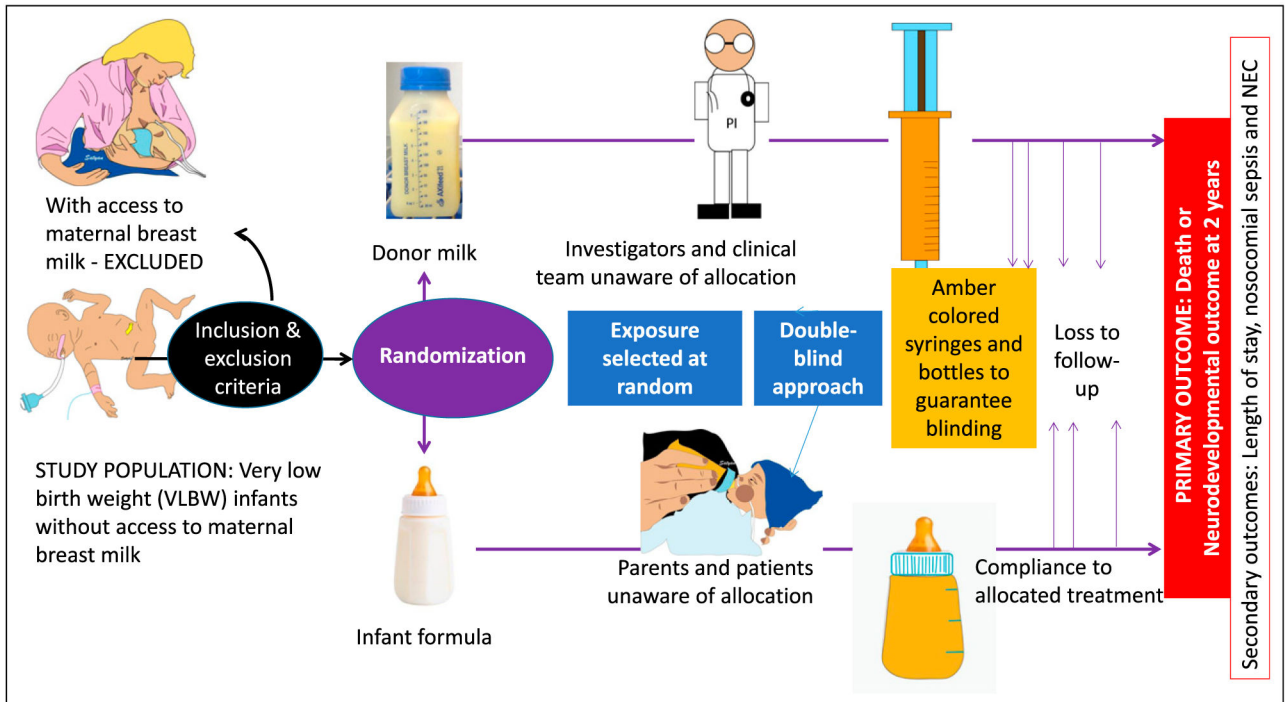 With access to
maternal breast
milk - EXCLUDED
Inclusion &
exclusion
criteria
STUDY POPULATION: Very low
birth weight (VLBW) infants
without access to maternal
breast milk
Donor milk
Randomization
Infant formula
PI
Investigators and clinical
team unaware of allocation
Exposure
selected at
random
Double-
blind
approach
Parents and patients
unaware of allocation
Amber
colored
syringes and
bottles to
guarantee
blinding
Loss to
follow-
up
Compliance to
allocated treatment
PRIMARY OUTCOME: Death or
Neurodevelopmental outcome at 2 years
Secondary outcomes: Length of stay, nosocomial sepsis and NEC
DONOR BREAST MILK
AXifeed